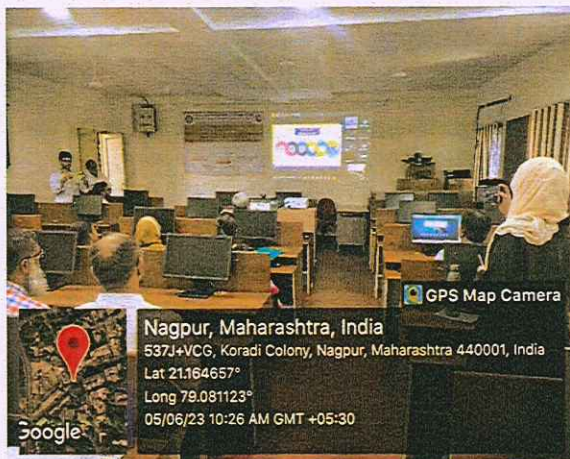 GPS Map Camera
Nagpur, Maharashtra, India
537J+VCG, Koradi Colony, Nagpur, Maharashtra 440001, India
Lat 21.164657°
Long 79.081123°
05/06/23 10:26 AM GMT +05:30
Google